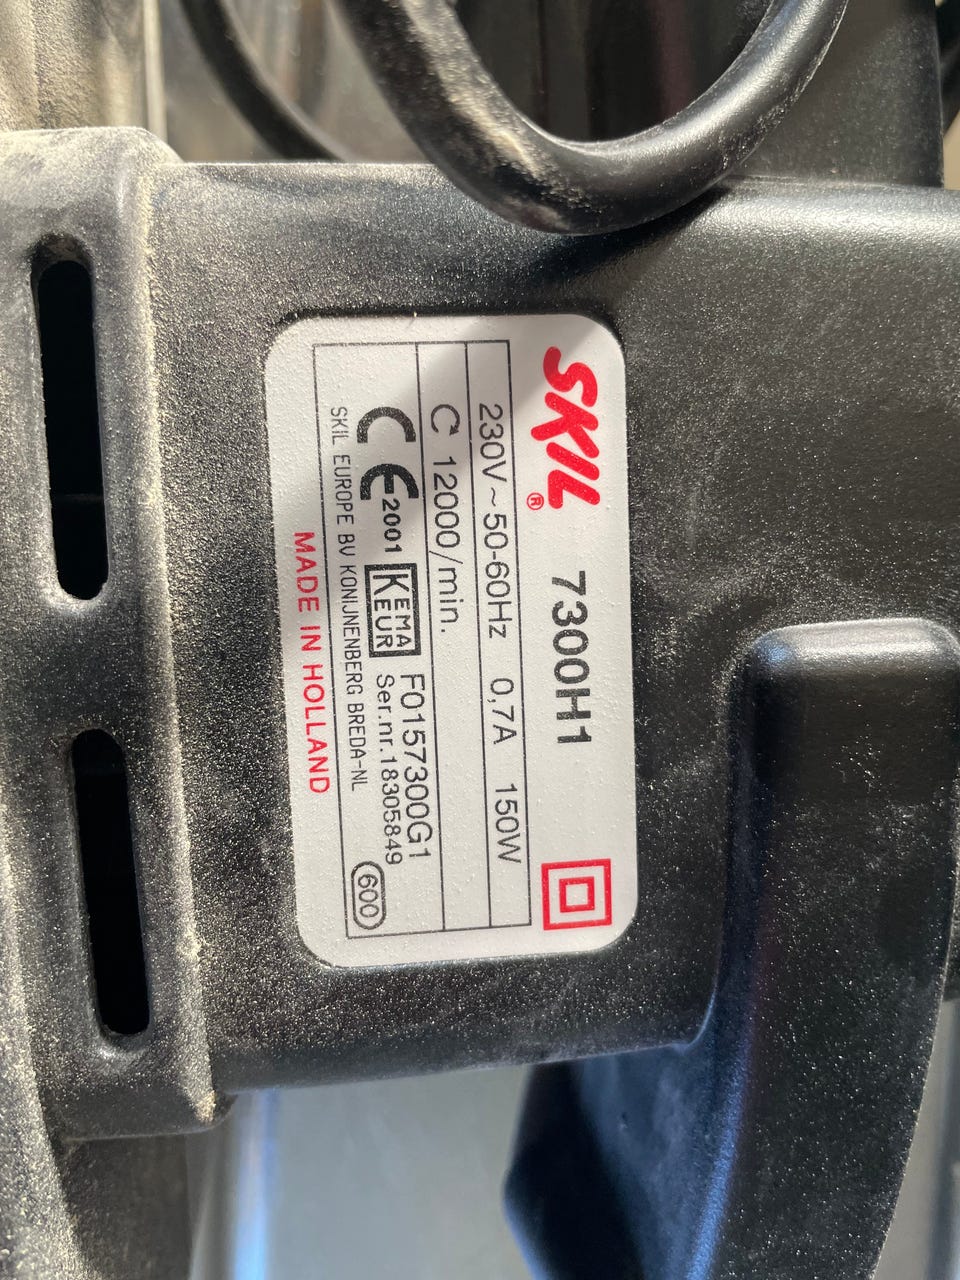 SKIL® 7300H1
230V~50-60Hz 0,7A 150W
12000/min.
CE 2001 KEMA KEUR F0157300G1
Ser.nr.18305849
SKIL EUROPE BV KONIJNENBERG BREDA-NL 600
MADE IN HOLLAND